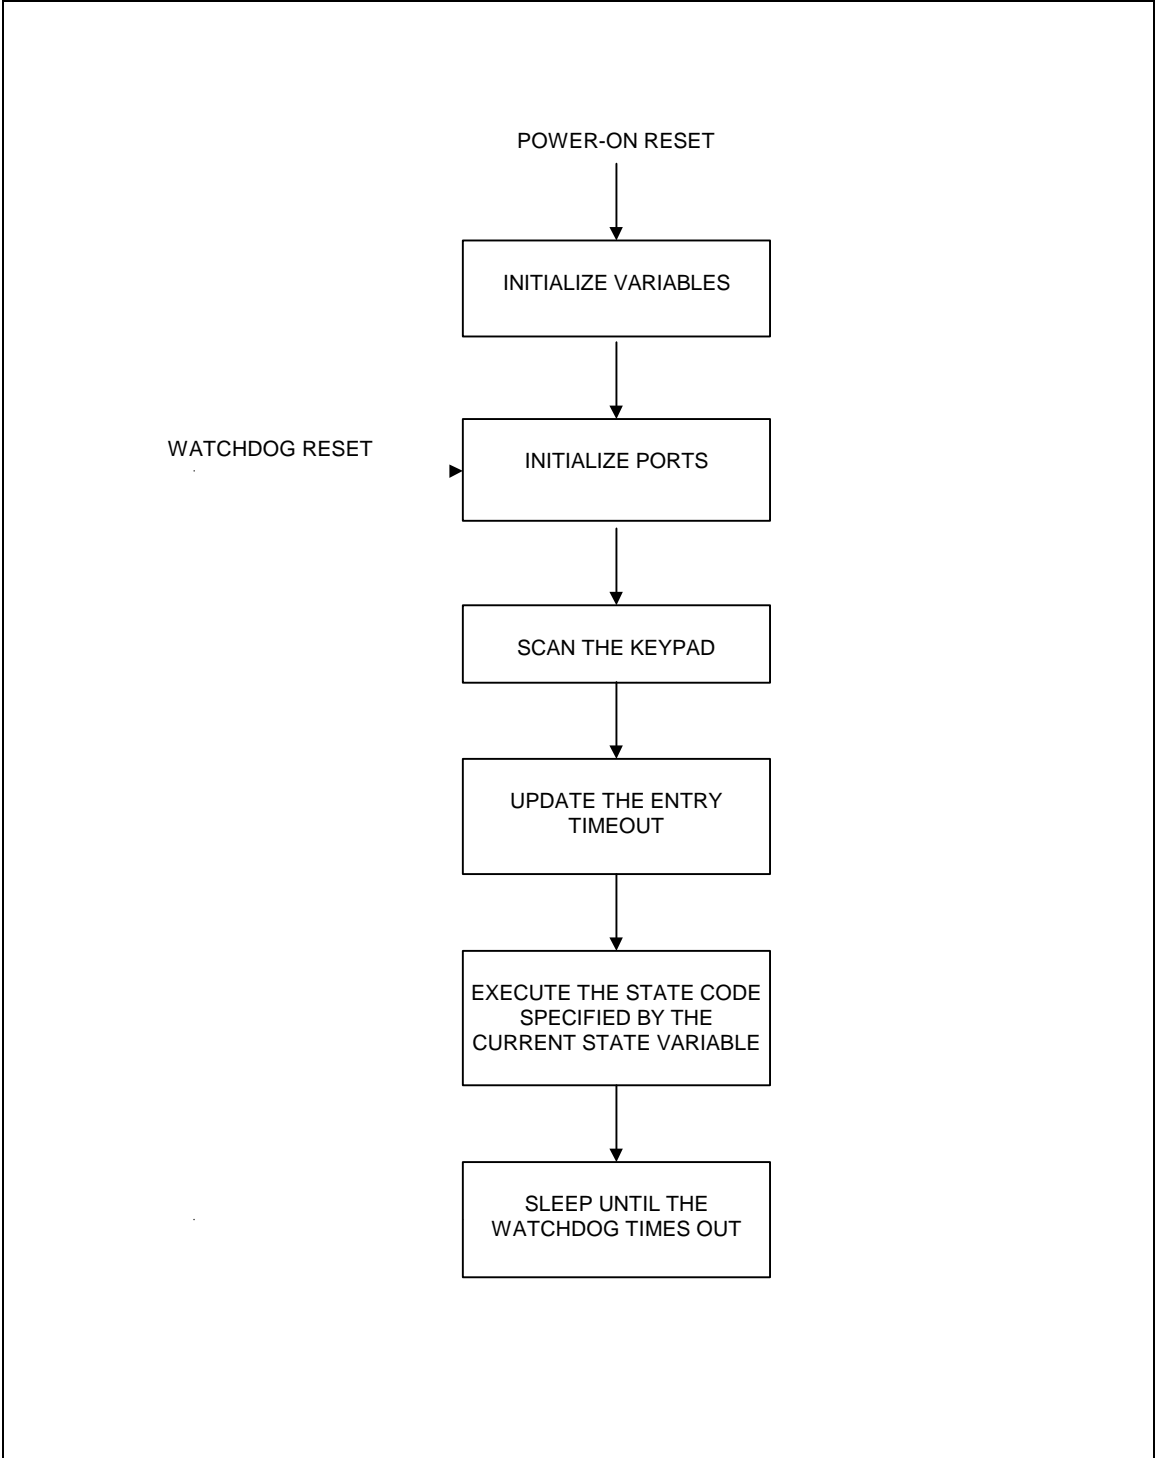 POWER-ON RESET
INITIALIZE VARIABLES
WATCHDOG RESET
INITIALIZE PORTS
SCAN THE KEYPAD
UPDATE THE ENTRY
TIMEOUT
EXECUTE THE STATE CODE
SPECIFIED BY THE
CURRENT STATE VARIABLE
SLEEP UNTIL THE
WATCHDOG TIMES OUT